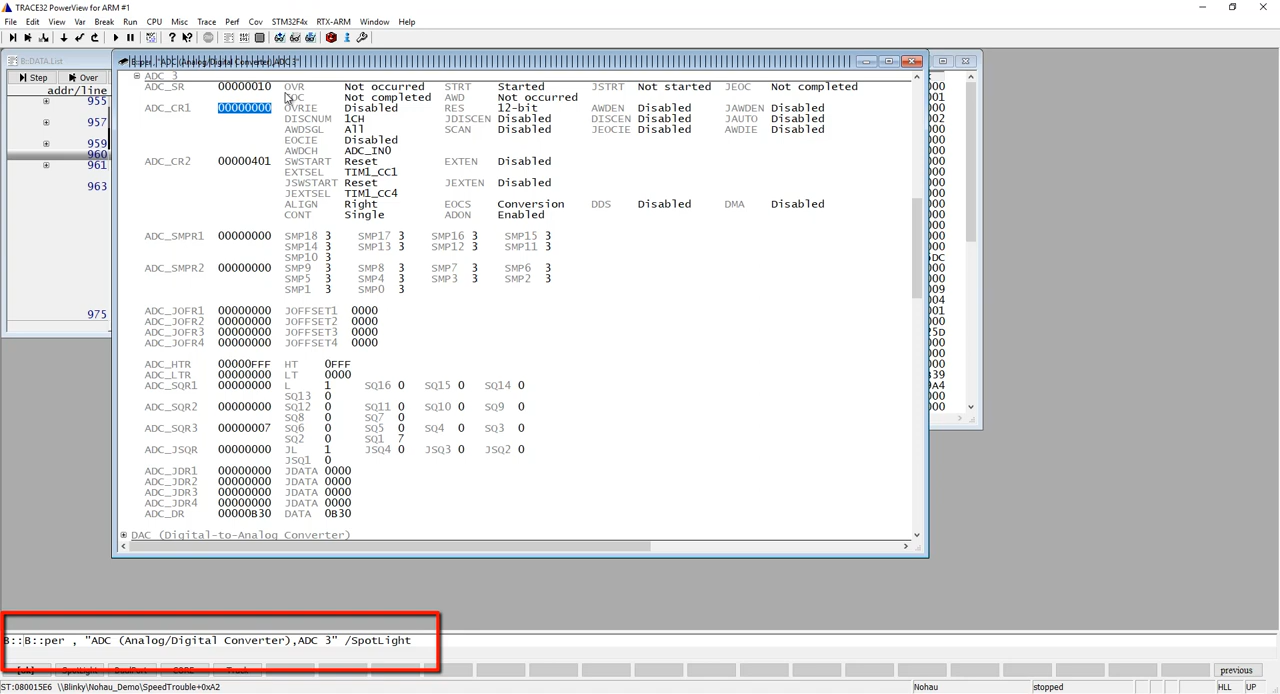 TRACE32 PowerView for ARM #1
File Edit View Var Break Run CPU Misc Trace Perf Cov STM32F4x RTX-ARM Window Help
B::DATA.List
B::per , "ADC (Analog/Digital Converter),ADC 3"
Step Over
addr/line
955
957
959
960
961
963
975
ADC 3
ADC_SR 00000010 OVR Not occurred STRT Started JSTRT Not started JEOC Not completed
Not completed AWD Not occurred
ADC_CR1 00000000 OVRIE Disabled RES 12-bit AWDEN Disabled JAWDEN Disabled
DISCNUM 1CH JDISCEN Disabled DISCEN Disabled JAUTO Disabled
AWDSGL All SCAN Disabled JEOCIE Disabled AWDIE Disabled
EOCIE Disabled
AWDCH ADC_IN0
ADC_CR2 00000401 SWSTART Reset EXTEN Disabled
EXTSEL TIM1_CC1
JSWSTART Reset JEXTEN Disabled
JEXTSEL TIM1_CC4
ALIGN Right EOCS Conversion DDS Disabled DMA Disabled
CONT Single ADON Enabled
ADC_SMPR1 00000000 SMP18 3 SMP17 3 SMP16 3 SMP15 3
SMP14 3 SMP13 3 SMP12 3 SMP11 3
SMP10 3
ADC_SMPR2 00000000 SMP9 3 SMP8 3 SMP7 3 SMP6 3
SMP5 3 SMP4 3 SMP3 3 SMP2 3
SMP1 3 SMP0 3
ADC_JOFR1 00000000 JOFFSET1 0000
ADC_JOFR2 00000000 JOFFSET2 0000
ADC_JOFR3 00000000 JOFFSET3 0000
ADC_JOFR4 00000000 JOFFSET4 0000
ADC_HTR 00000FFF HT 0FFF
ADC_LTR 00000000 LT 0000
ADC_SQR1 00000000 L 1 SQ16 0 SQ15 0 SQ14 0
SQ13 0
ADC_SQR2 00000000 SQ12 0 SQ11 0 SQ10 0 SQ9 0
SQ8 0 SQ7 0
ADC_SQR3 00000007 SQ6 0 SQ5 0 SQ4 0 SQ3 0
SQ2 0 SQ1 7
ADC_JSQR 00000000 JL 1 JSQ4 0 JSQ3 0 JSQ2 0
JSQ1 0
ADC_JDR1 00000000 JDATA 0000
ADC_JDR2 00000000 JDATA 0000
ADC_JDR3 00000000 JDATA 0000
ADC_JDR4 00000000 JDATA 0000
ADC_DR 00000B30 DATA 0B30
DAC (Digital-to-Analog Converter)
B::B::per , "ADC (Analog/Digital Converter),ADC 3" /SpotLight
[ok] SpotLight DualPort CORE Track previous
ST:080015E6 \\Blinky\Nohau_Demo\SpeedTrouble+0xA2 Nohau stopped HLL UP